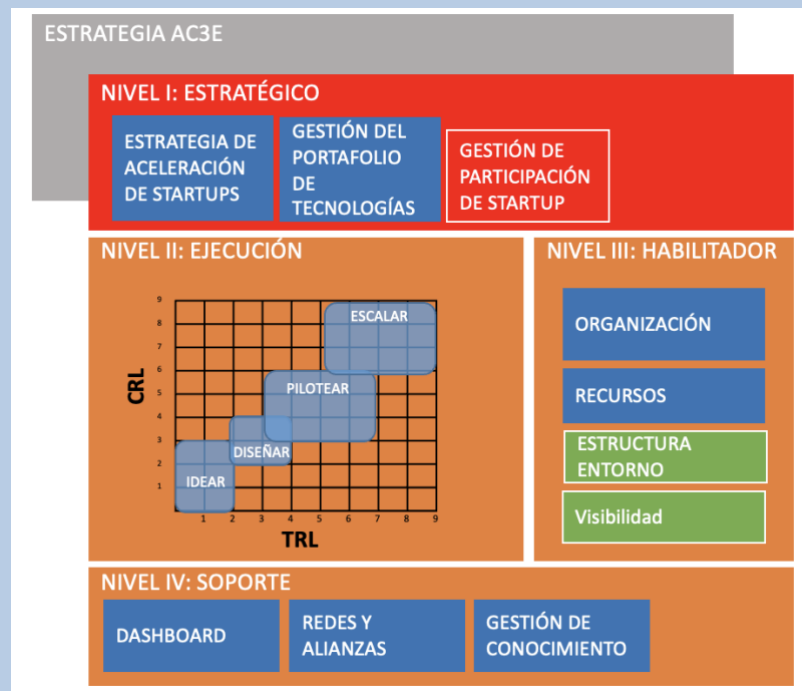 ESTRATEGIA AC3E
NIVEL I: ESTRATÉGICO
ESTRATEGIA DE
ACELERACIÓN
DE STARTUPS
GESTIÓN DEL
PORTAFOLIO
DE
TECNOLOGÍAS
GESTIÓN DE
PARTICIPACIÓN
DE STARTUP
NIVEL II: EJECUCIÓN
9
8
7
6
5
4
3
2
1
CRL
ESCALAR
PILOTEAR
DISEÑAR
IDEAR
1 2 3 4 5 6 7 8 9
TRL
NIVEL III: HABILITADOR
ORGANIZACIÓN
RECURSOS
ESTRUCTURA
ENTORNO
Visibilidad
NIVEL IV: SOPORTE
DASHBOARD
REDES Y
ALIANZAS
GESTIÓN DE
CONOCIMIENTO